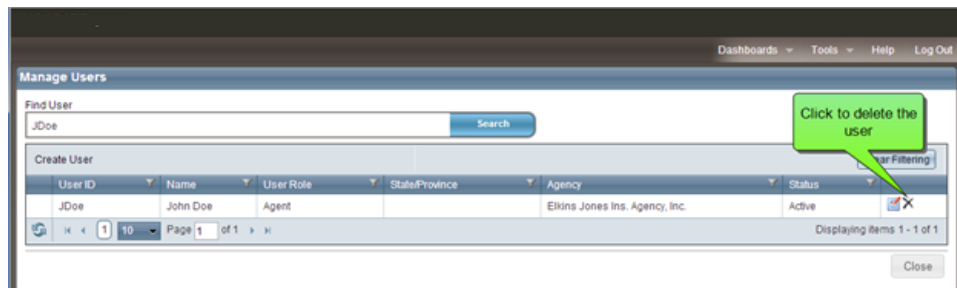 Dashboards Tools Help Log Out
Manage Users
Find User
JDoe Search
Click to delete the
user
Create User ar Filtering
User ID Name User Role State/Province Agency Status
JDoe John Doe Agent Elkins Jones Ins. Agency, Inc. Active
1 10 Page 1 of 1 Displaying items 1 - 1 of 1
Close